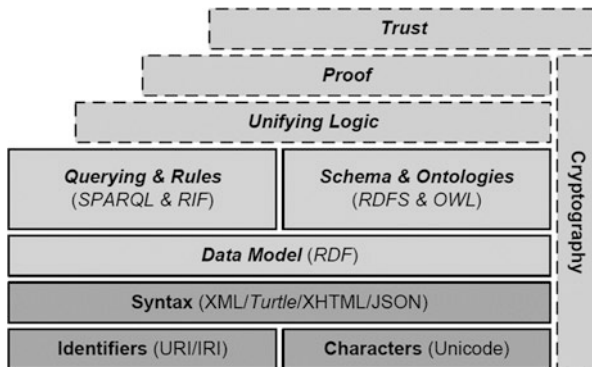 Trust
Proof
Unifying Logic
Querying & Rules
(SPARQL & RIF)
Schema & Ontologies
(RDFS & OWL)
Data Model (RDF)
Syntax (XML/Turtle/XHTML/JSON)
Identifiers (URI/IRI)
Characters (Unicode)
Cryptography